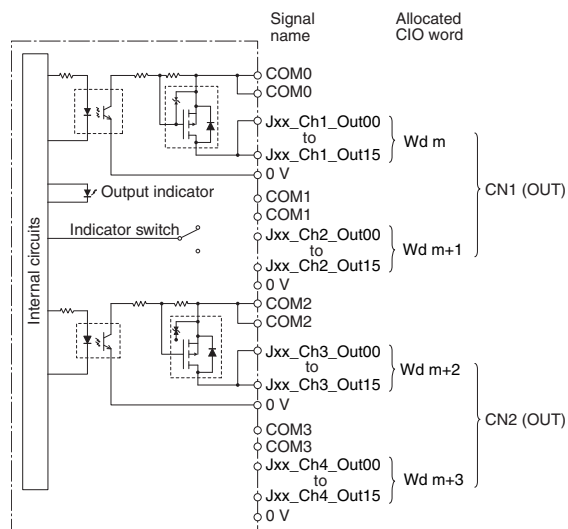 Signal name
Allocated CIO word
COM0
COM0
Jxx_Ch1_Out00
to
Jxx_Ch1_Out15
Wd m
0 V
Output indicator
COM1
COM1
CN1 (OUT)
Indicator switch
Jxx_Ch2_Out00
to
Jxx_Ch2_Out15
Wd m+1
0 V
Internal circuits
COM2
COM2
Jxx_Ch3_Out00
to
Jxx_Ch3_Out15
Wd m+2
0 V
CN2 (OUT)
COM3
COM3
Jxx_Ch4_Out00
to
Jxx_Ch4_Out15
Wd m+3
0 V